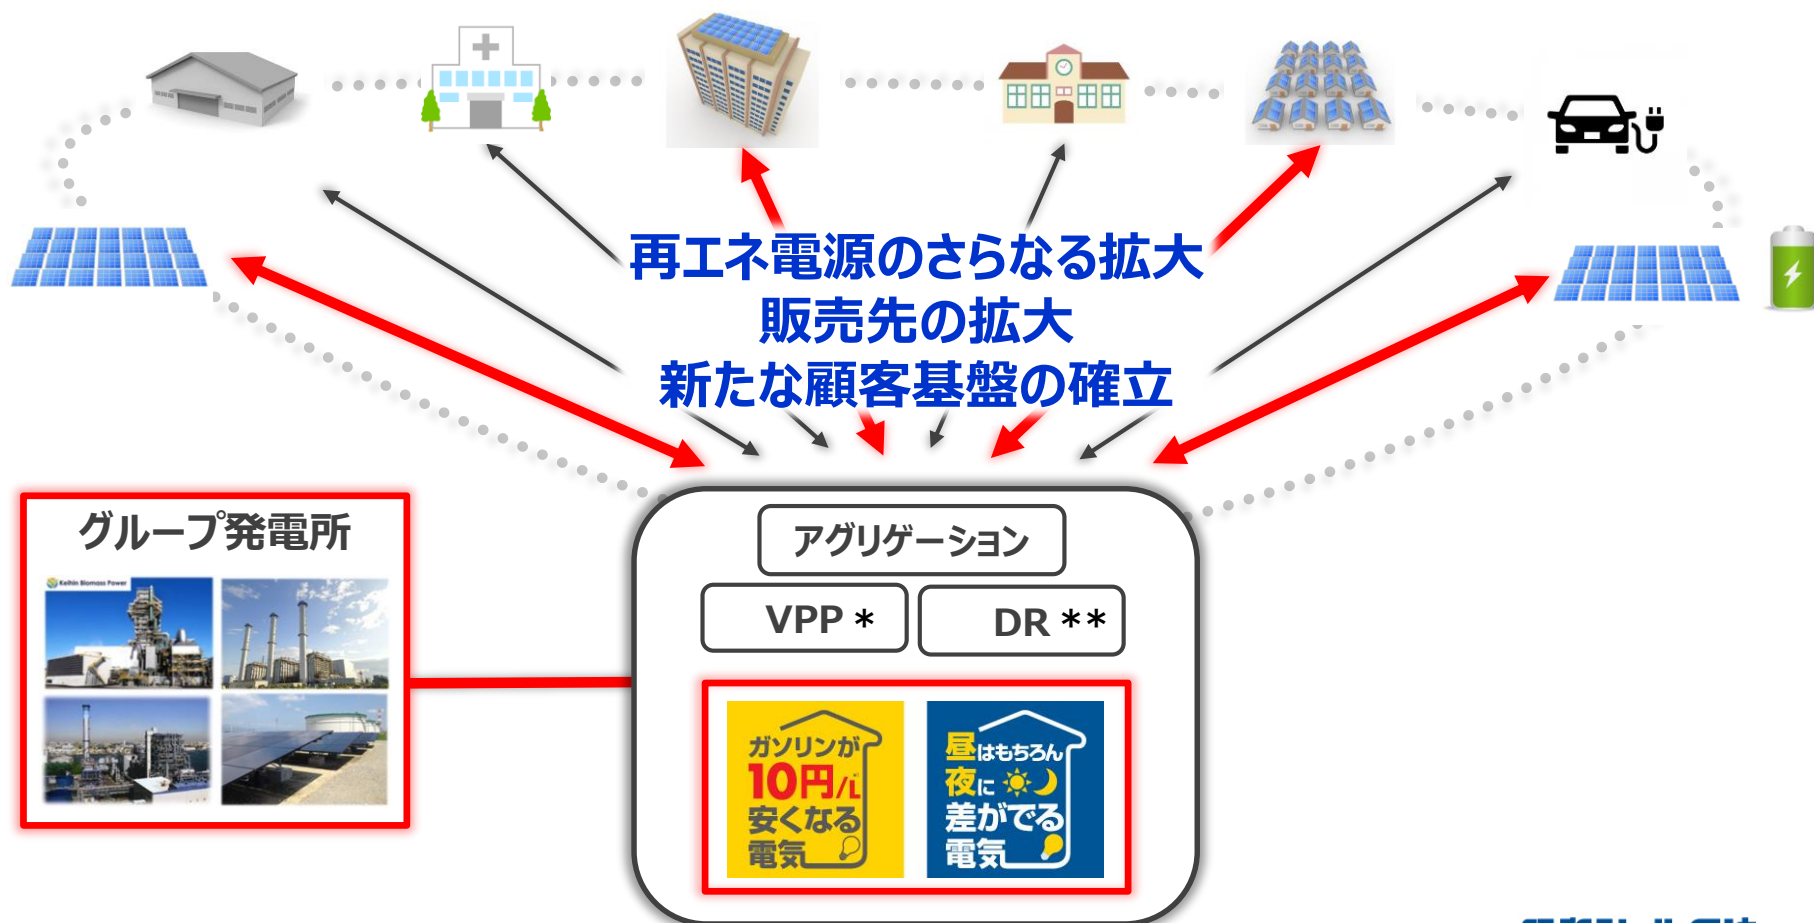 再エネ電源のさらなる拡大
販売先の拡大
新たな顧客基盤の確立
グループ発電所
Keihin Biomass Power
アグリゲーション
VPP *
DR **
ガソリンが
10円/L
安くなる
電気
昼はもちろん
夜に
差がでる
電気